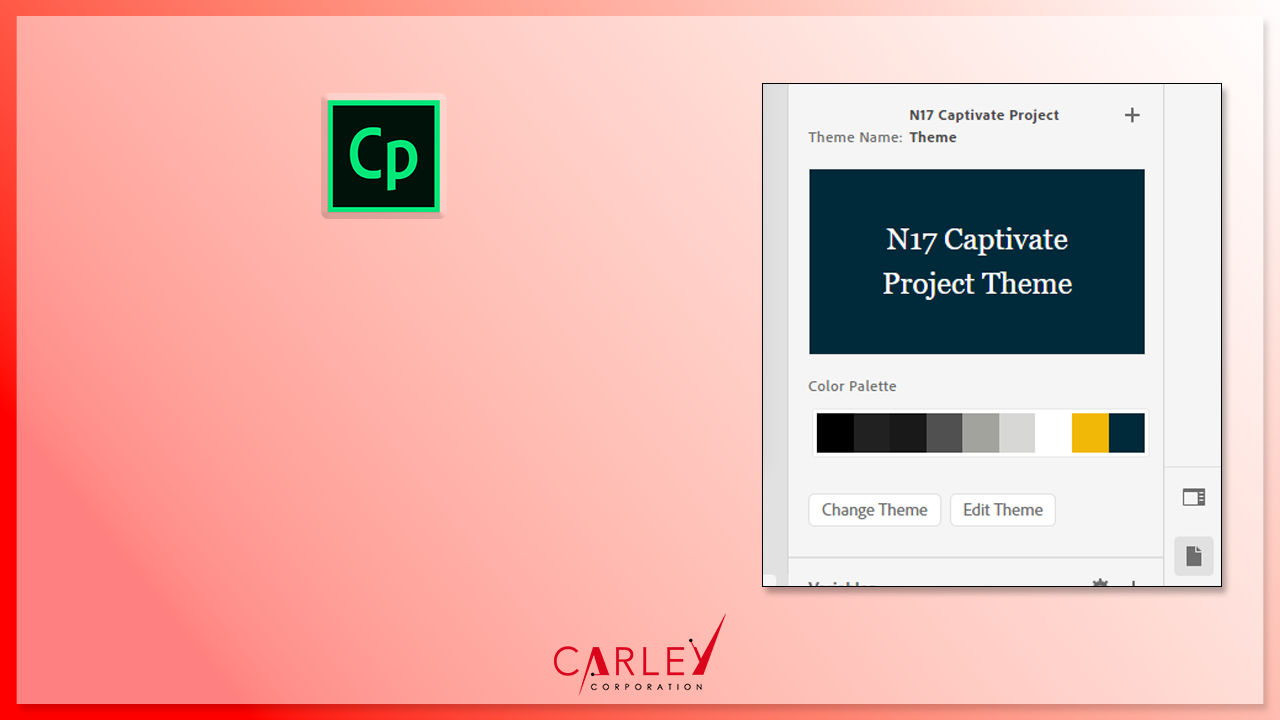 Cp
N17 Captivate Project
Theme Name: Theme
N17 Captivate
Project Theme
Color Palette
Change Theme Edit Theme
CARLEY
CORPORATION